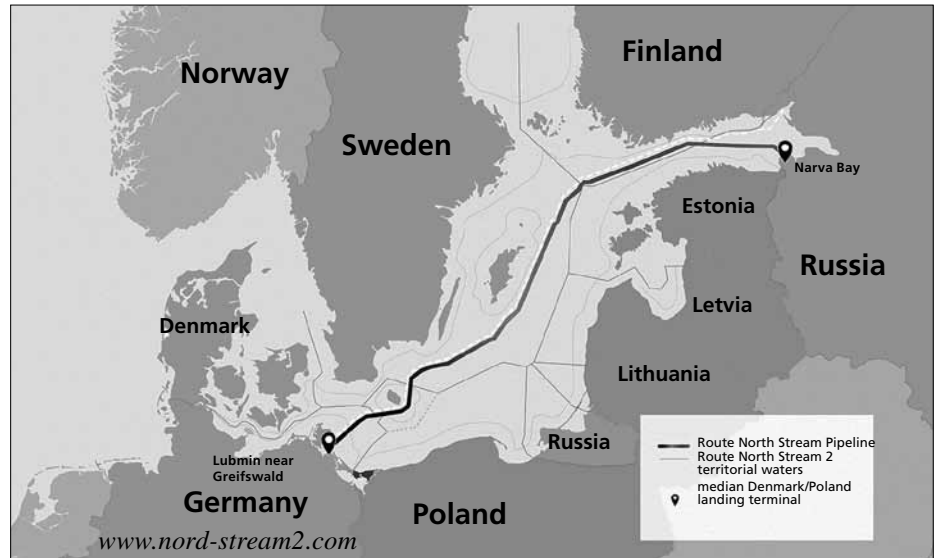 Norway
Finland
Sweden
Narva Bay
Estonia
Russia
Letvia
Denmark
Lithuania
Russia
Lubmin near
Greifswald
Germany
Poland
www.nord-stream2.com
Route North Stream Pipeline
Route North Stream 2
territorial waters
median Denmark/Poland
landing terminal